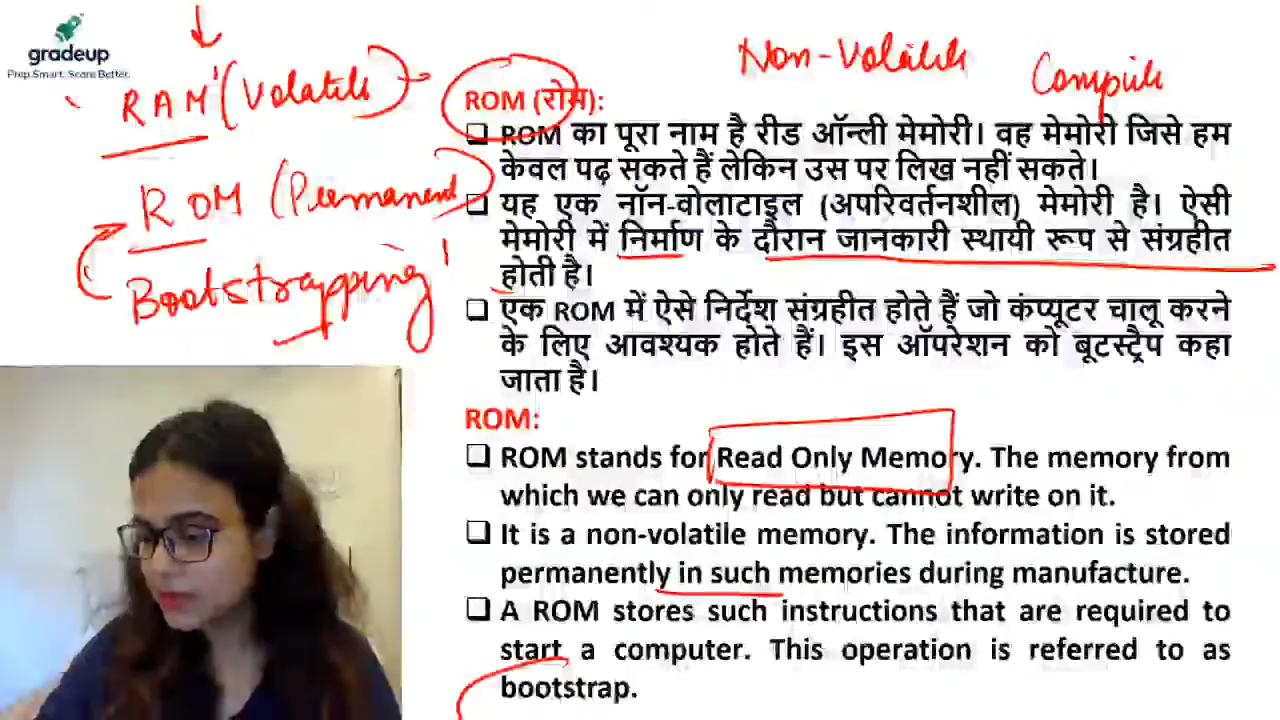 gradeup
Prep.Smart. Score Better.
RAM (Volatile)
ROM (Permanent)
Bootstrapping
Non-Volatile
Compile
ROM (रोम):
❑ ROM का पूरा नाम है रीड ऑन्ली मेमोरी। वह मेमोरी जिसे हम
केवल पढ़ सकते हैं लेकिन उस पर लिख नहीं सकते।
❑ यह एक नॉन-वोलाटाइल (अपरिवर्तनशील) मेमोरी है। ऐसी
मेमोरी में निर्माण के दौरान जानकारी स्थायी रूप से संग्रहीत
होती है।
❑ एक ROM में ऐसे निर्देश संग्रहीत होते हैं जो कंप्यूटर चालू करने
के लिए आवश्यक होते हैं। इस ऑपरेशन को बूटस्ट्रैप कहा
जाता है।
ROM:
❑ ROM stands for Read Only Memory. The memory from
which we can only read but cannot write on it.
❑ It is a non-volatile memory. The information is stored
permanently in such memories during manufacture.
❑ A ROM stores such instructions that are required to
start a computer. This operation is referred to as
bootstrap.